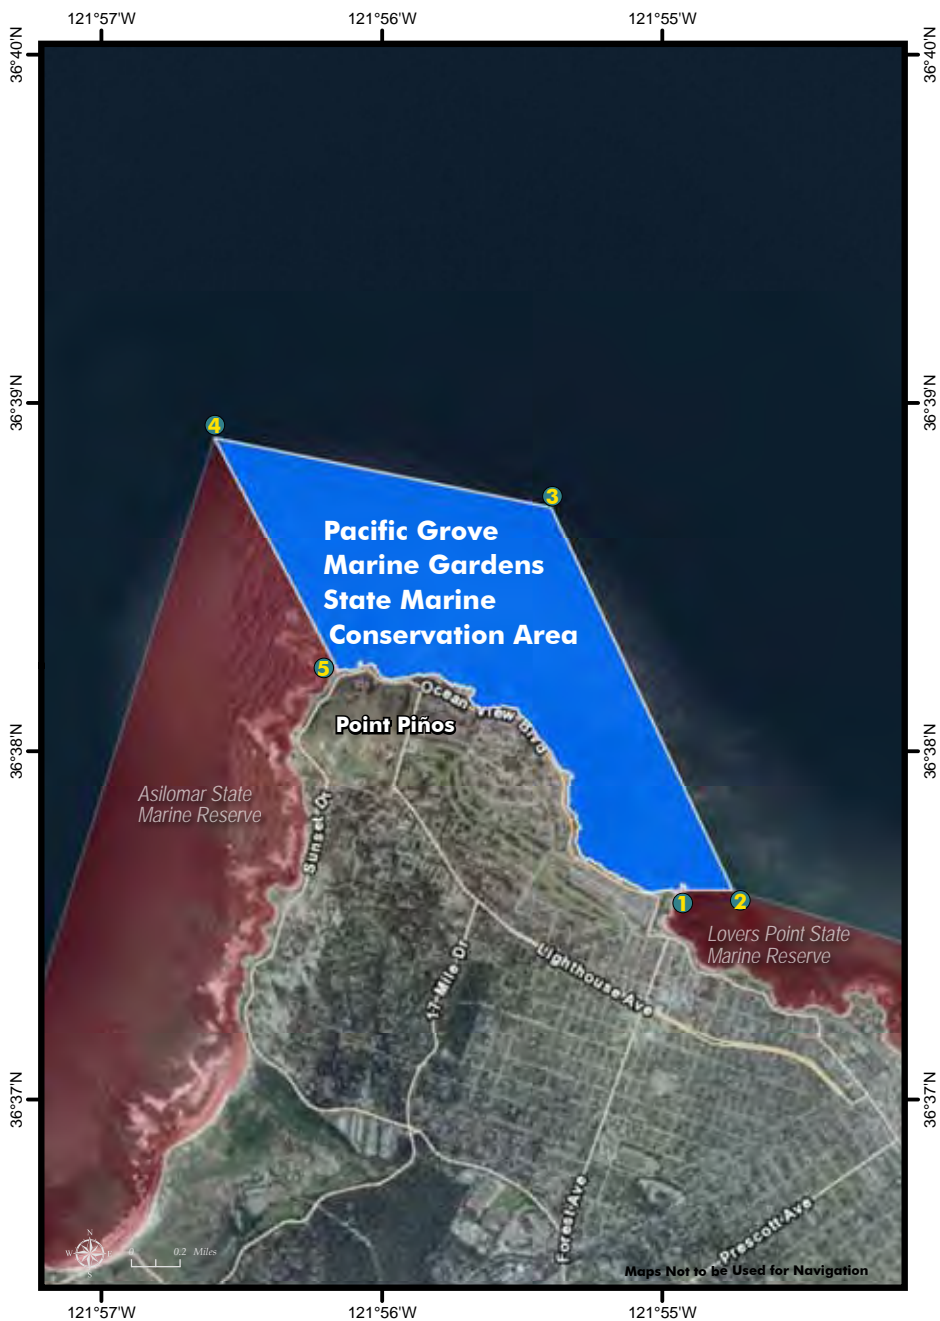 121°57'W 121°56'W 121°55'W
36°40'N 36°40'N
36°39'N 36°39'N
4
3
Pacific Grove
Marine Gardens
State Marine
Conservation Area
5
Ocean View Blvd
Point Piños
36°38'N 36°38'N
Asilomar State
Marine Reserve
Sunset Dr
1 2
Lovers Point State
Marine Reserve
Lighthouse Ave
17-Mile Dr
36°37'N 36°37'N
Forest Ave
Prescott Ave
N
W E
S
0 0.2 Miles
Maps Not to be Used for Navigation
121°57'W 121°56'W 121°55'W